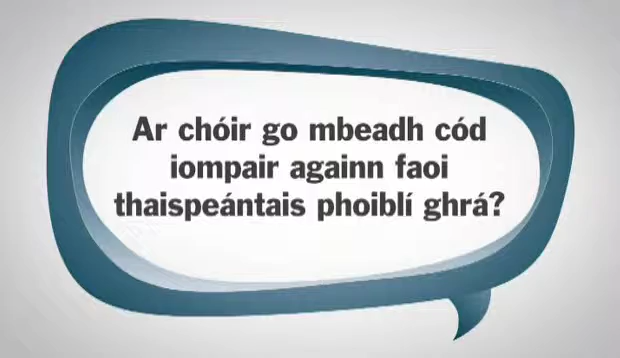 Ar chóir go mbeadh cód
iompair againn faoi
thaispeántais phoiblí ghrá?